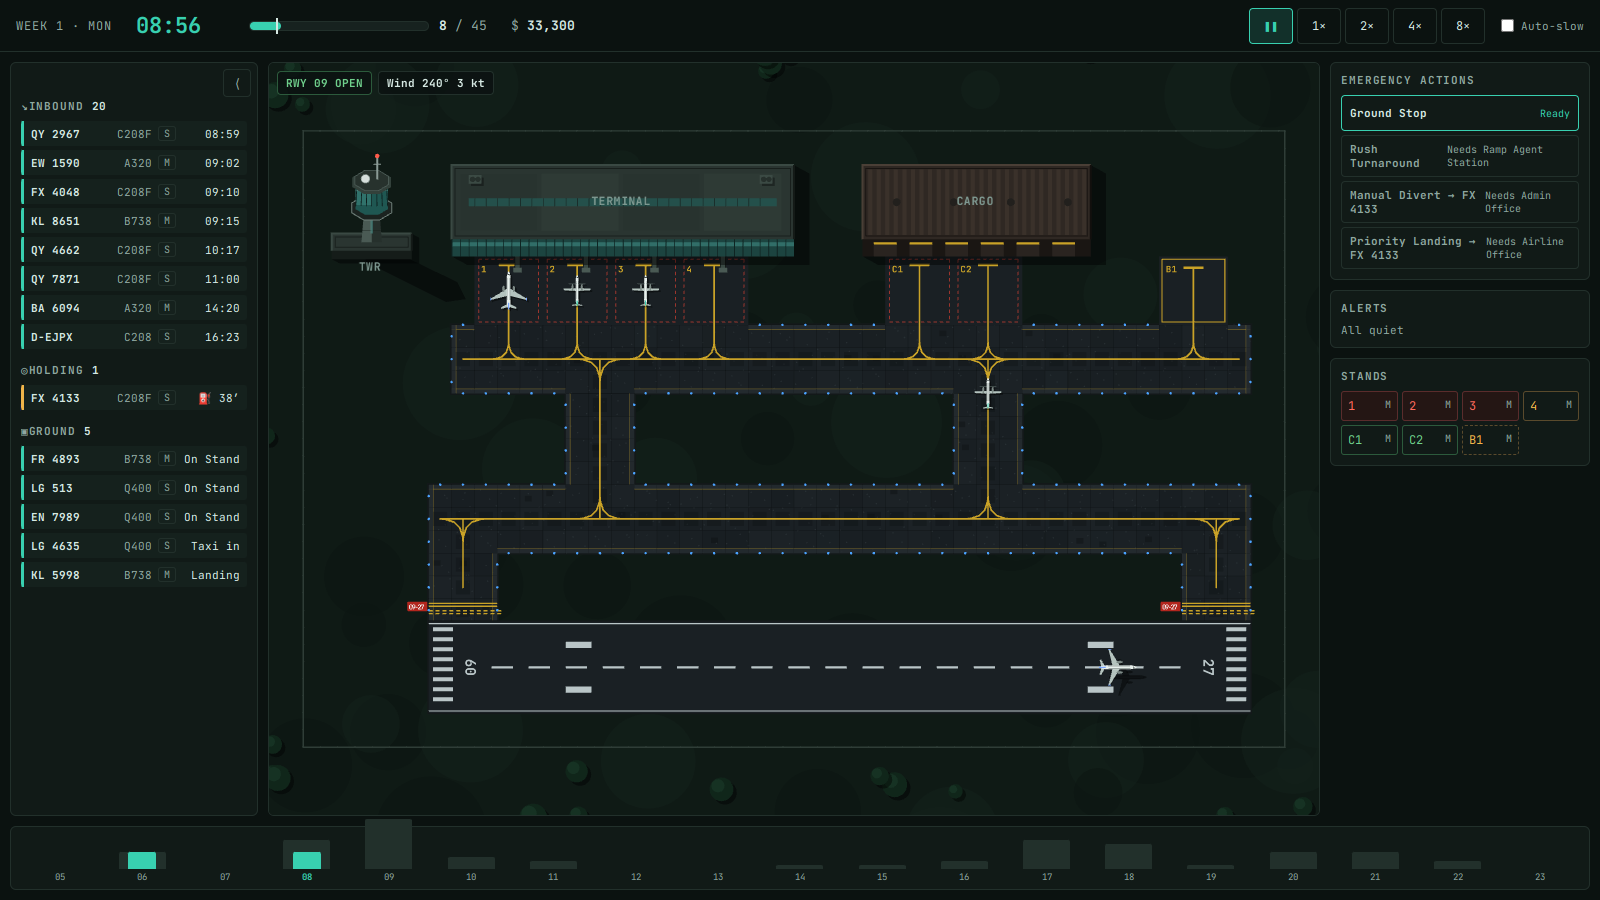 WEEK 1 · MON 08:56 8 / 45 $ 33,300 1× 2× 4× 8× Auto-slow
INBOUND 20
QY 2967 C208F S 08:59
EW 1590 A320 M 09:02
FX 4048 C208F S 09:10
KL 8651 B738 M 09:15
QY 4662 C208F S 10:17
QY 7871 C208F S 11:00
BA 6094 A320 M 14:20
D-EJPX C208 S 16:23
HOLDING 1
FX 4133 C208F S 38′
GROUND 5
FR 4893 B738 M On Stand
LG 513 Q400 S On Stand
EN 7989 Q400 S On Stand
LG 4635 Q400 S Taxi in
KL 5998 B738 M Landing
RWY 09 OPEN Wind 240° 3 kt
TERMINAL CARGO
TWR
1 2 3 4 C1 C2 B1
09-27 09-27
09 27
EMERGENCY ACTIONS
Ground Stop Ready
Rush Turnaround Needs Ramp Agent Station
Manual Divert → FX 4133 Needs Admin Office
Priority Landing → FX 4133 Needs Airline Office
ALERTS
All quiet
STANDS
1 M 2 M 3 M 4 M
C1 M C2 M B1 M
05 06 07 08 09 10 11 12 13 14 15 16 17 18 19 20 21 22 23